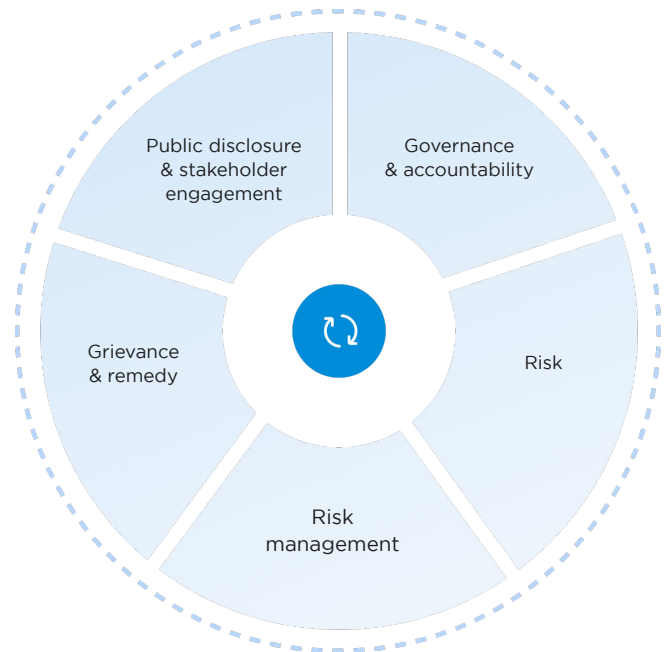 Public disclosure
& stakeholder
engagement
Governance
& accountability
Grievance
& remedy
Risk
Risk
management